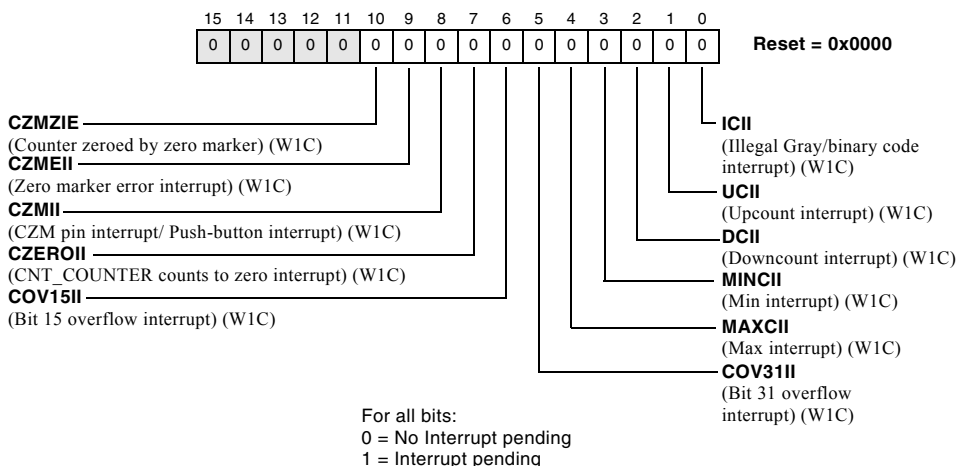 15 14 13 12 11 10 9 8 7 6 5 4 3 2 1 0
0 0 0 0 0 0 0 0 0 0 0 0 0 0 0 0
Reset = 0x0000
CZMZIE
(Counter zeroed by zero marker) (W1C)
CZMEII
(Zero marker error interrupt) (W1C)
CZMII
(CZM pin interrupt/ Push-button interrupt) (W1C)
CZEROII
(CNT_COUNTER counts to zero interrupt) (W1C)
COV15II
(Bit 15 overflow interrupt) (W1C)
ICII
(Illegal Gray/binary code
interrupt) (W1C)
UCII
(Upcount interrupt) (W1C)
DCII
(Downcount interrupt) (W1C)
MINCII
(Min interrupt) (W1C)
MAXCII
(Max interrupt) (W1C)
COV31II
(Bit 31 overflow
interrupt) (W1C)
For all bits:
0 = No Interrupt pending
1 = Interrupt pending